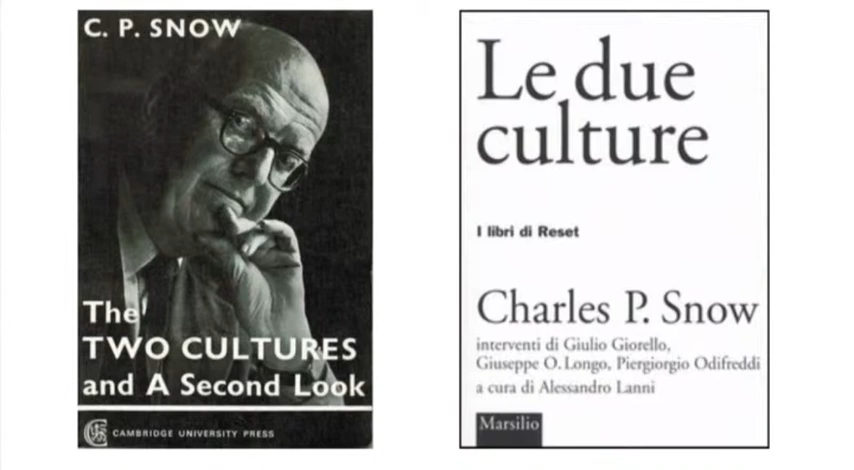 C. P. SNOW
The
TWO CULTURES
and A Second Look
CAMBRIDGE UNIVERSITY PRESS
Le due
culture
I libri di Reset
Charles P. Snow
interventi di Giulio Giorello,
Giuseppe O. Longo, Piergiorgio Odifreddi
a cura di Alessandro Lanni
Marsilio